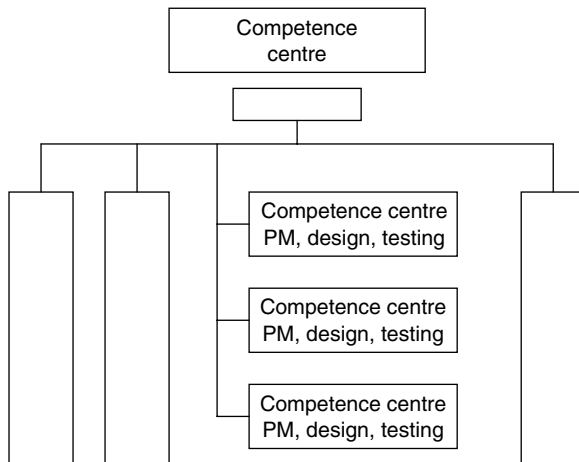 Competence
centre
Competence centre
PM, design, testing
Competence centre
PM, design, testing
Competence centre
PM, design, testing